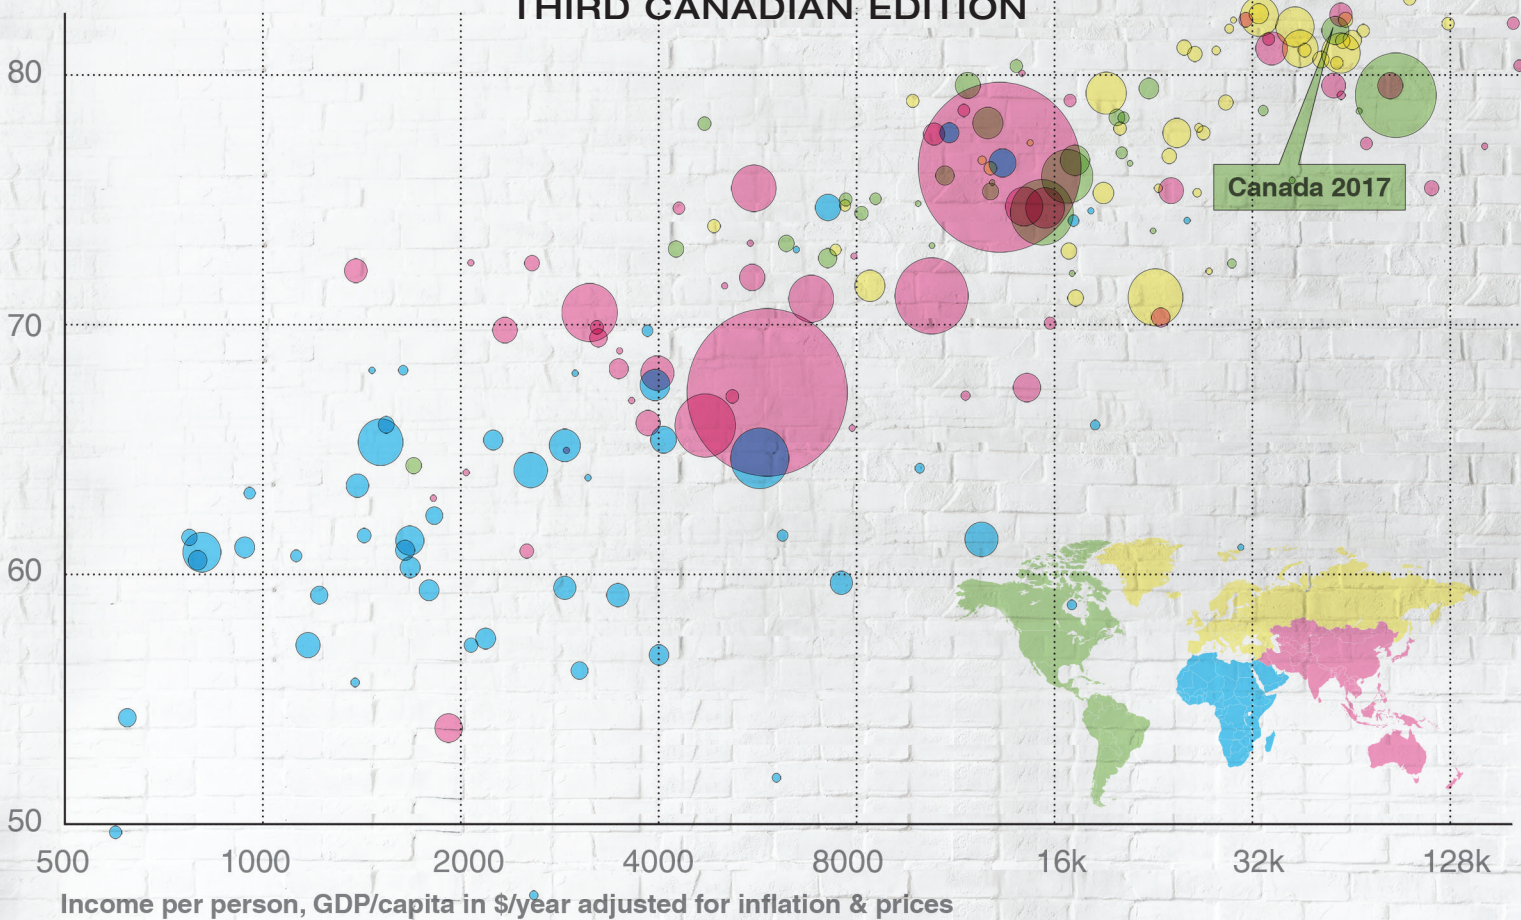 THIRD CANADIAN EDITION
80
Canada 2017
70
60
50
500 1000 2000 4000 8000 16k 32k 128k
Income per person, GDP/capita in $/year adjusted for inflation & prices